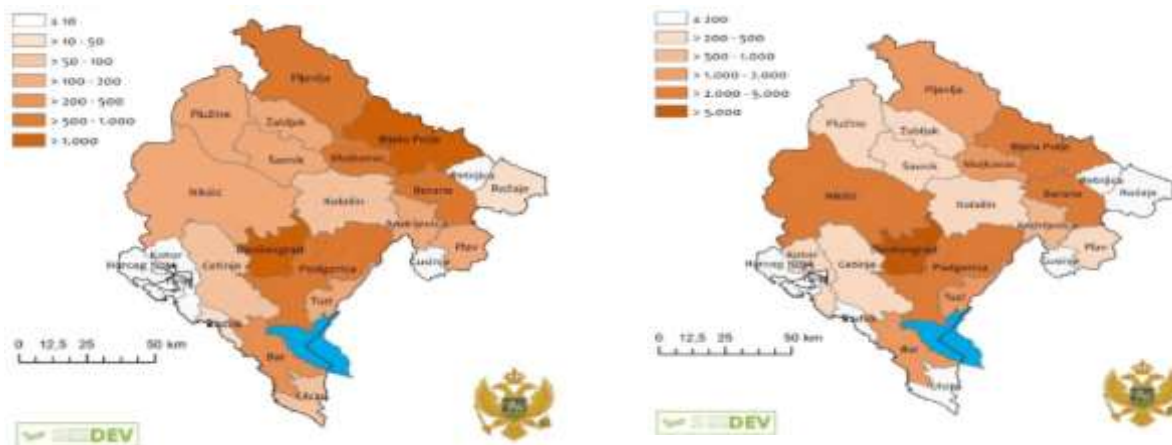 ≤ 10
> 10 - 50
> 50 - 100
> 100 - 200
> 200 - 500
> 500 - 1.000
> 1.000
Pljevlja
Plužine
Žabljak
Bijelo Polje
Šavnik
Mojkovac
Petnjica
Rožaje
Berane
Nikšić
Kolašin
Andrijevica
Plav
Gusinje
Danilovgrad
Kotor
Herceg Novi
Cetinje
Podgorica
Tuzi
Budva
Bar
Ulcinj
0 12,5 25 50 km
DEV
≤ 200
> 200 - 500
> 500 - 1.000
> 1.000 - 2.000
> 2.000 - 5.000
> 5.000
Pljevlja
Plužine
Žabljak
Bijelo Polje
Šavnik
Mojkovac
Petnjica
Rožaje
Berane
Nikšić
Kolašin
Andrijevica
Plav
Gusinje
Danilovgrad
Kotor
Herceg Novi
Cetinje
Podgorica
Tuzi
Budva
Bar
Ulcinj
0 12,5 25 50 km
DEV